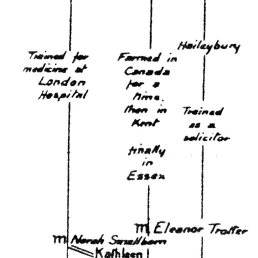 Trained for
medicine at
London
Hospital
Farmed in
Canada
for a
time,
then in
Kent
finally
in
Essex
Haileybury
Trained
as a
solicitor
m Eleanor Trotter
m Norah Smallborn
Kathleen